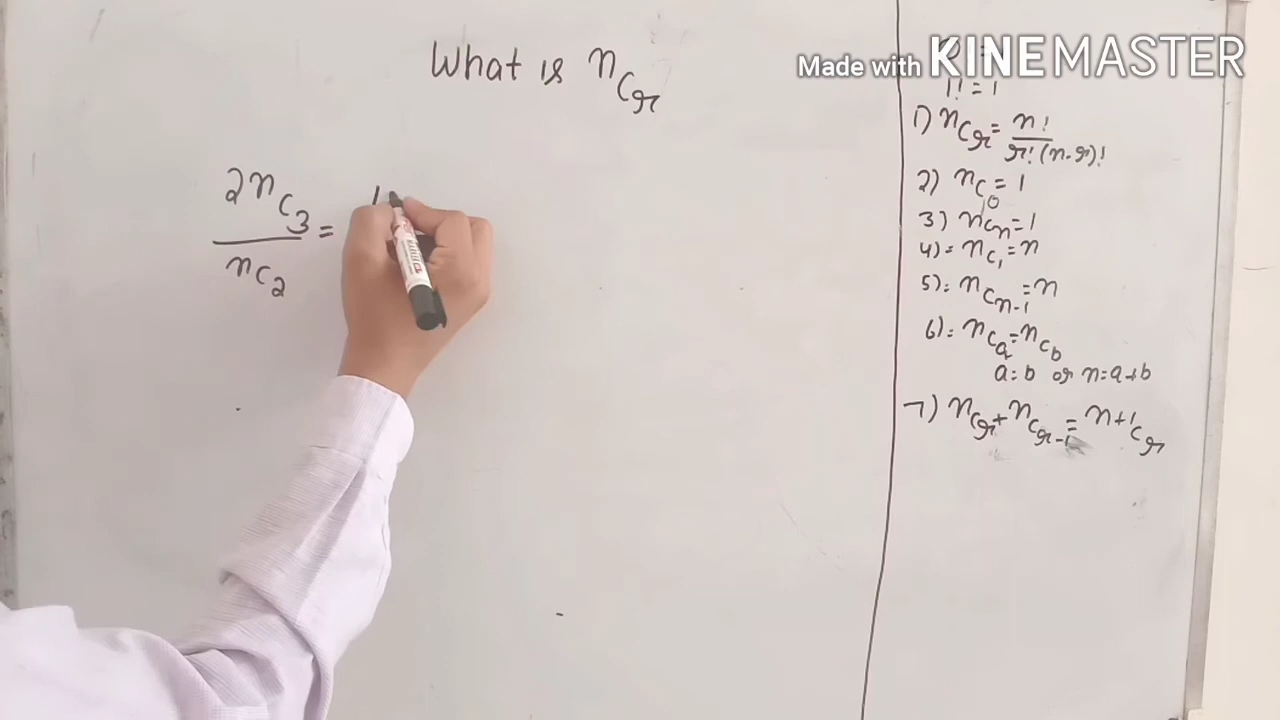 What is nCr
2nC3
nC2
=
1
Made with KINEMASTER
1! = 1
1) nCr = n!
r! (n-r)!
2) nC0 = 1
3) nCn = 1
4) = nC1 = n
5) = nCn-1 = n
6) = nCa = nCb
a = b or n = a + b
7) nCr + nCr-1 = n+1Cr